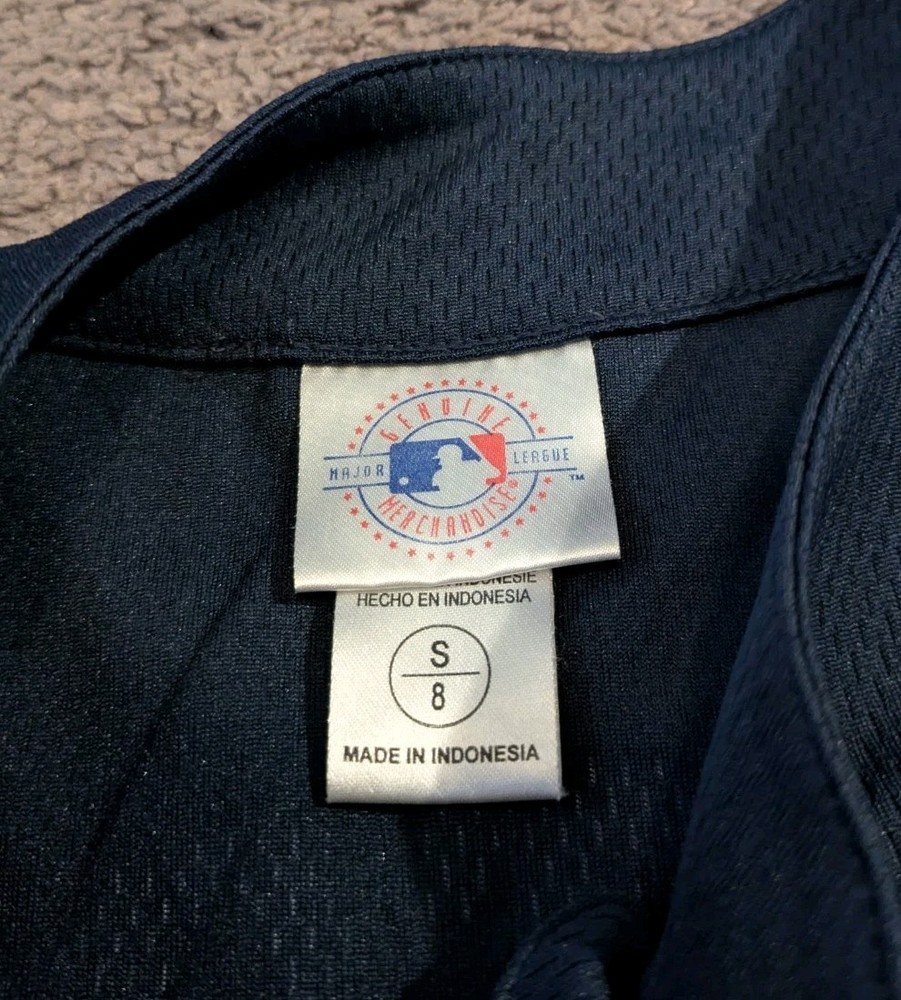 GENUINE
MAJOR LEAGUE
MERCHANDISE®
™
HECHO EN INDONESIA
S
8
MADE IN INDONESIA